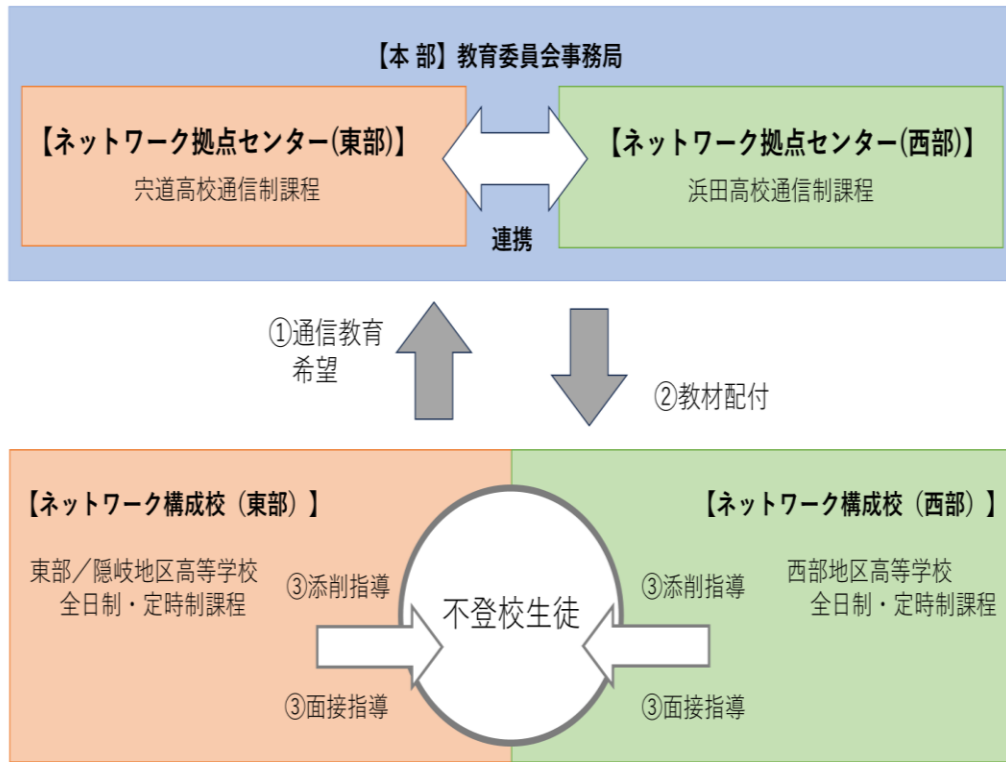 【本 部】教育委員会事務局
【ネットワーク拠点センター(東部)】
宍道高校通信制課程
【ネットワーク拠点センター(西部)】
浜田高校通信制課程
連携
①通信教育
希望
②教材配付
【ネットワーク構成校（東部）】
東部／隠岐地区高等学校
全日制・定時制課程
③添削指導
③面接指導
不登校生徒
【ネットワーク構成校（西部）】
西部地区高等学校
全日制・定時制課程
③添削指導
③面接指導